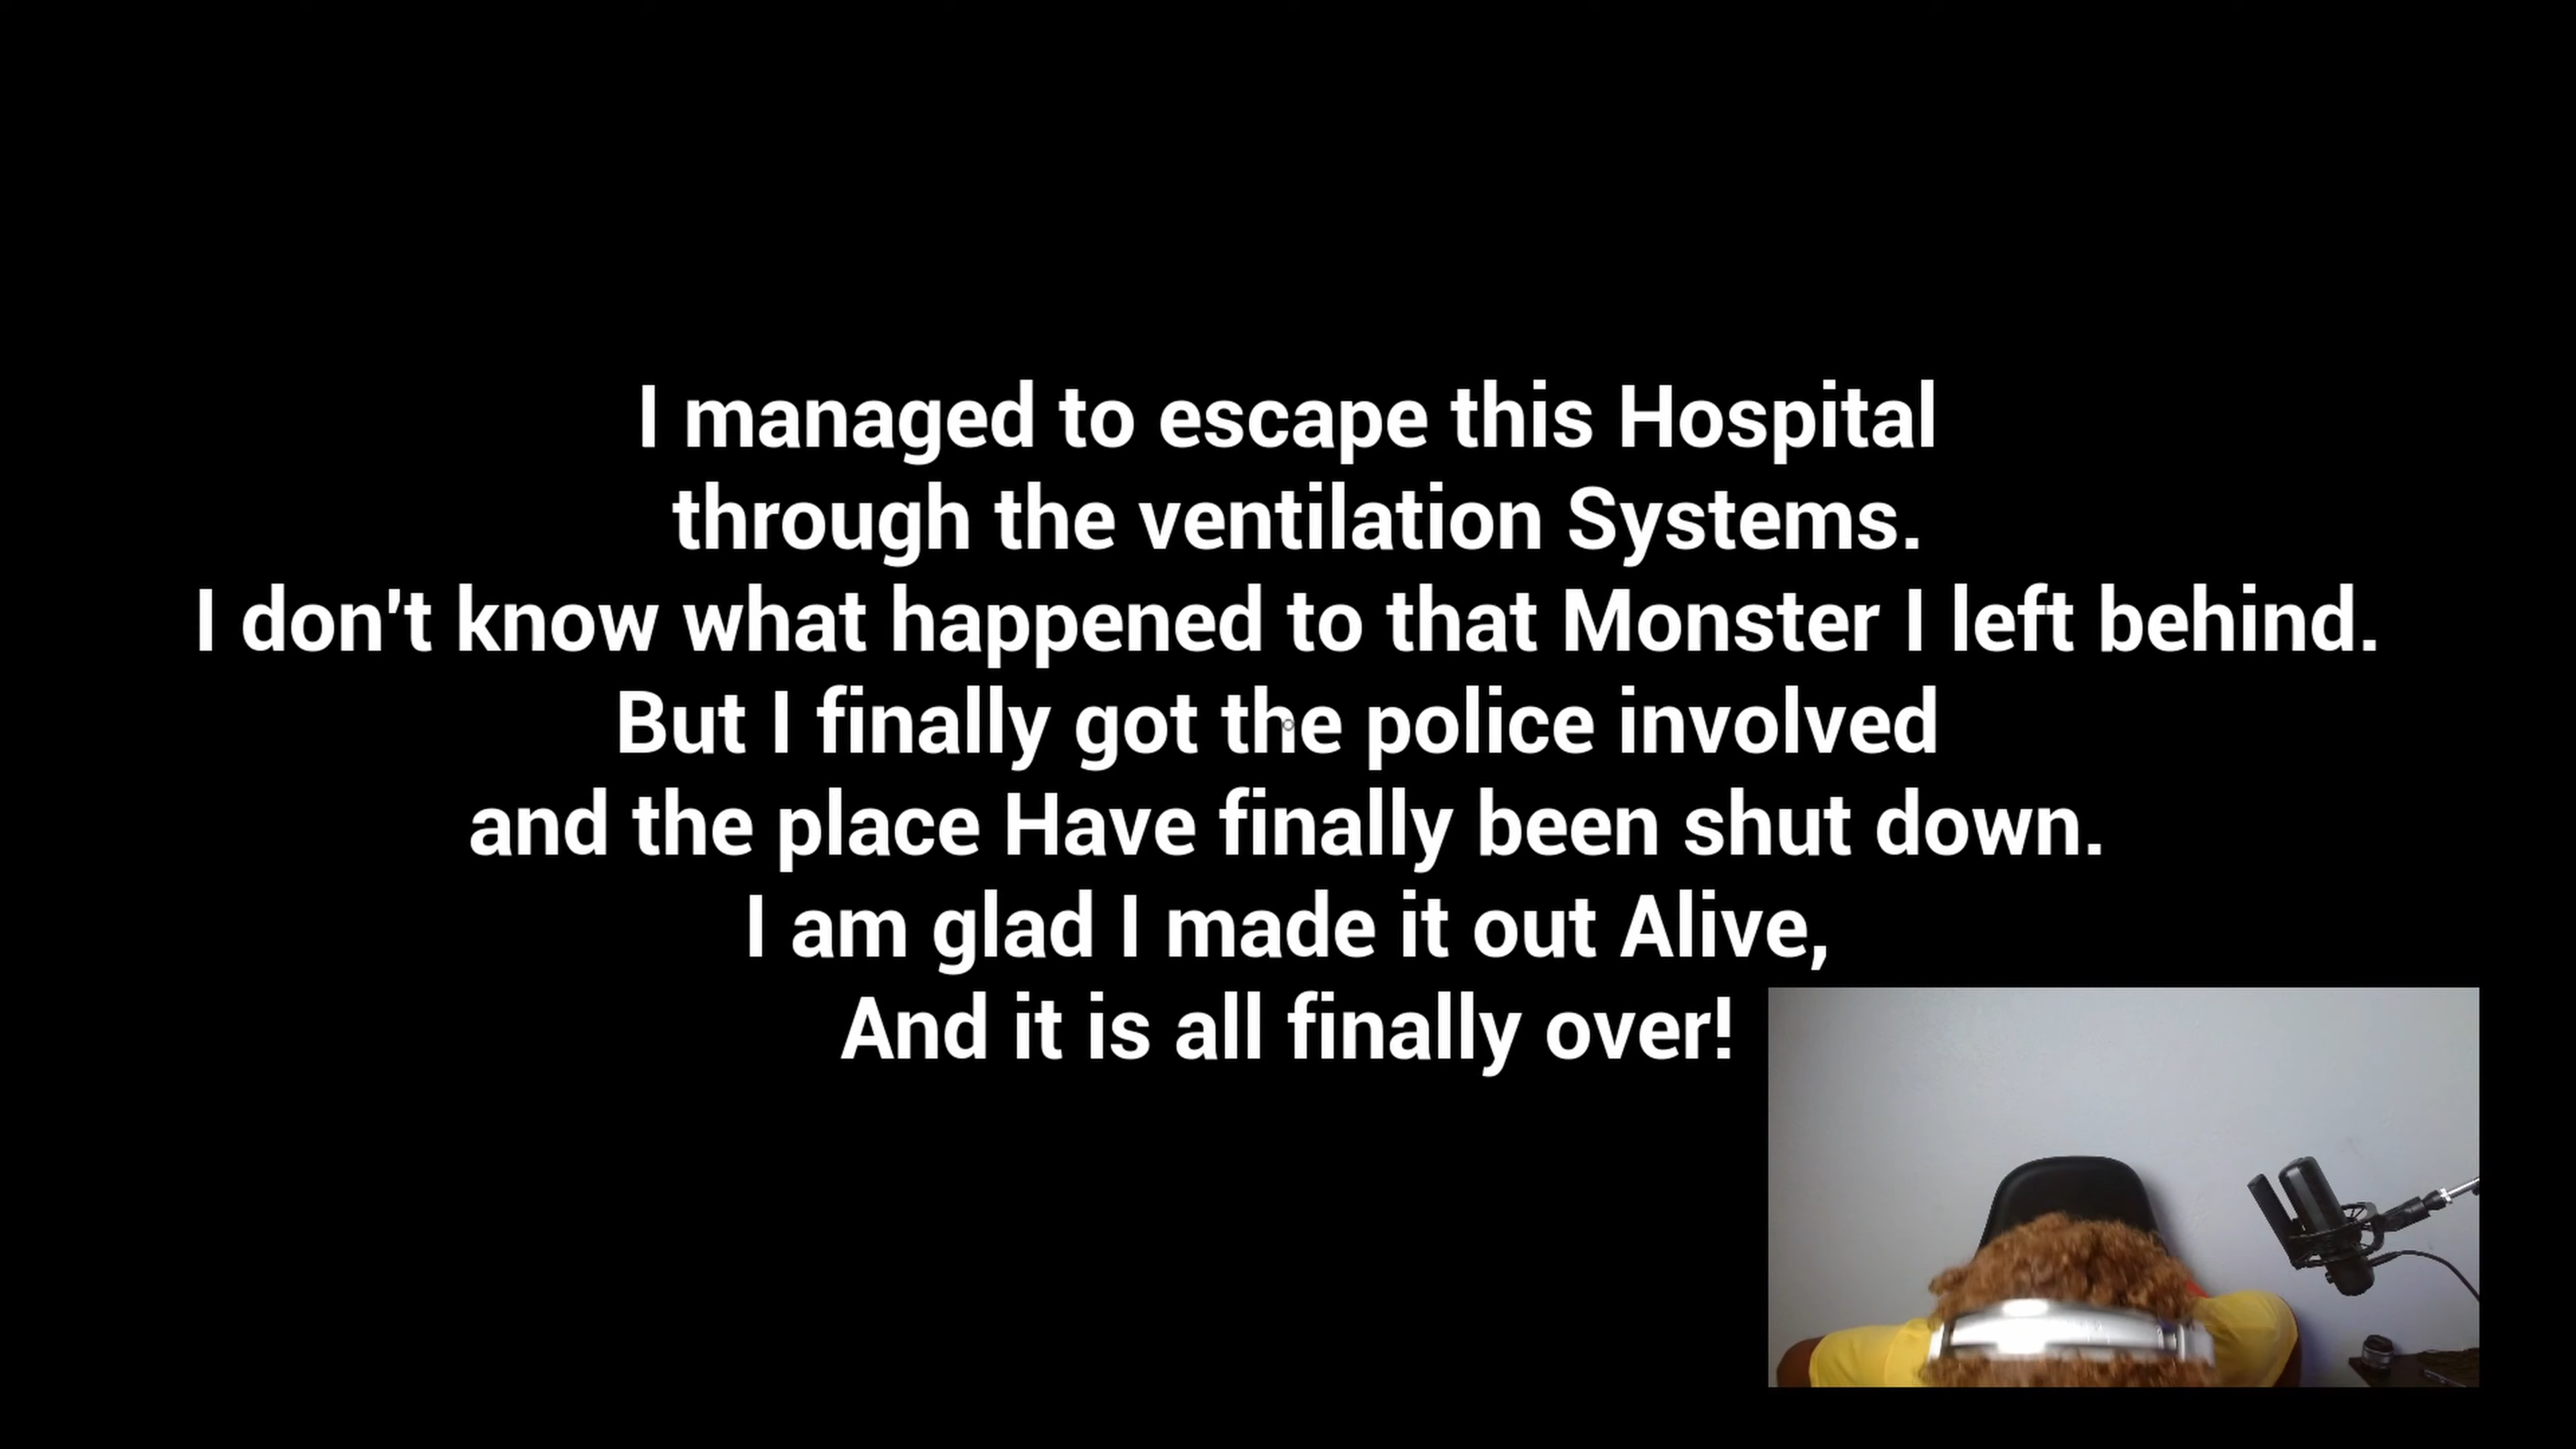 I managed to escape this Hospital
through the ventilation Systems.
I don't know what happened to that Monster I left behind.
But I finally got the police involved
and the place Have finally been shut down.
I am glad I made it out Alive,
And it is all finally over!